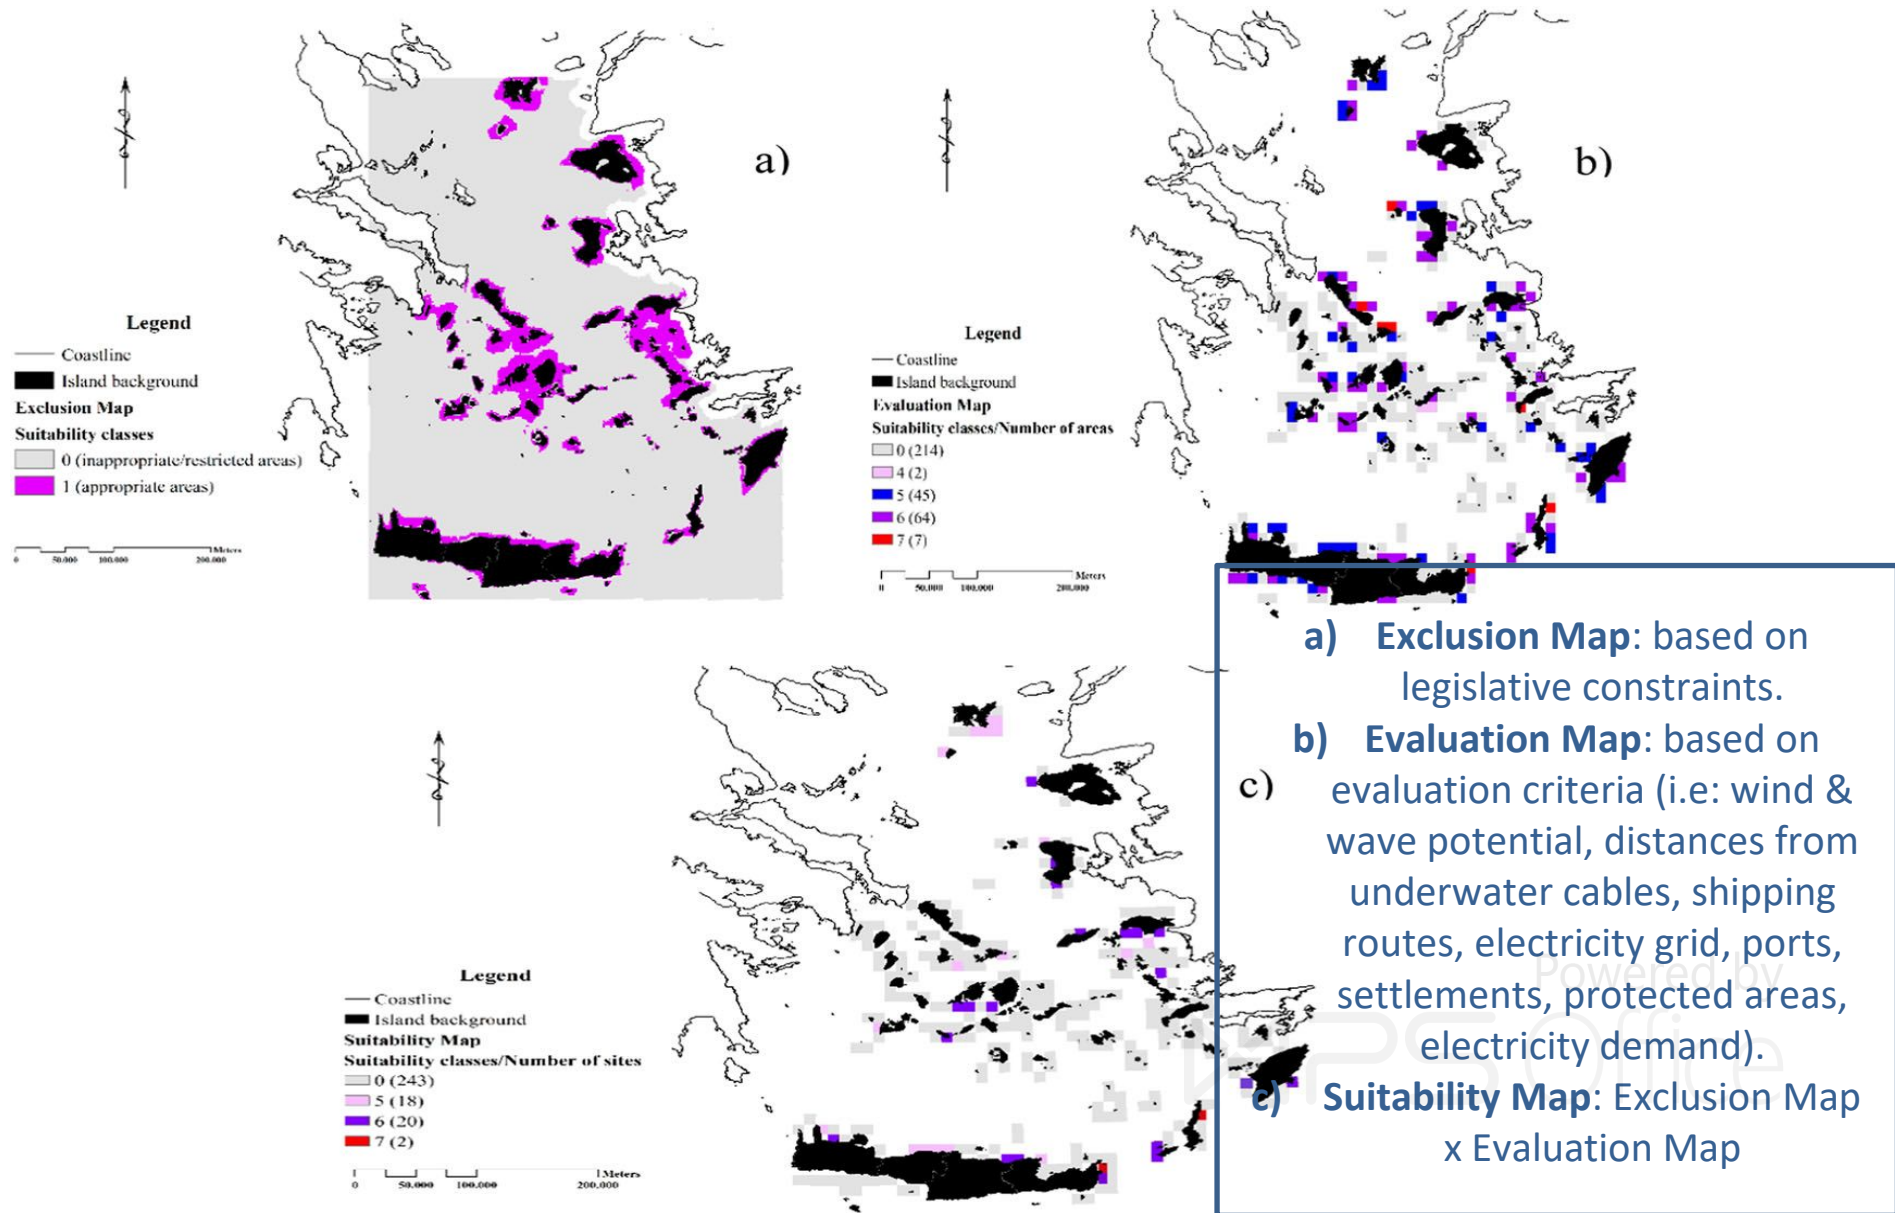 a)
Legend
Coastline
Island background
Exclusion Map
Suitability classes
0 (inappropriate/restricted areas)
1 (appropriate areas)
Meters
0 50.000 100.000 200.000
b)
Legend
Coastline
Island background
Evaluation Map
Suitability classes/Number of areas
0 (214)
4 (2)
5 (45)
6 (64)
7 (7)
Meters
0 50.000 100.000 200.000
c)
Legend
Coastline
Island background
Suitability Map
Suitability classes/Number of sites
0 (243)
5 (18)
6 (20)
7 (2)
Meters
0 50.000 100.000 200.000
a) Exclusion Map: based on
legislative constraints.
b) Evaluation Map: based on
evaluation criteria (i.e: wind &
wave potential, distances from
underwater cables, shipping
routes, electricity grid, ports,
settlements, protected areas,
electricity demand).
c) Suitability Map: Exclusion Map
x Evaluation Map
Powered by
WPS Office